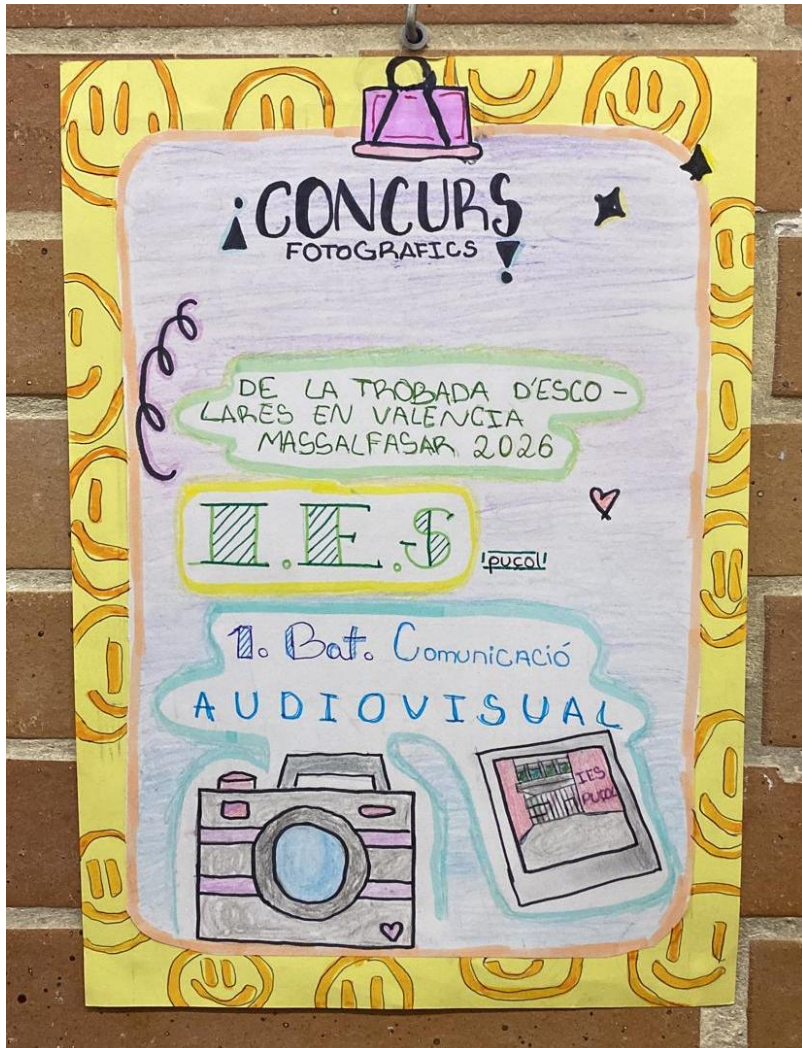 ¡CONCURS
FOTOGRAFICS!
DE LA TROBADA D'ESCO-
LARES EN VALENCIA
MASSALFASAR 2026
I.E.S.
¡puçol!
1. Bat. Comunicació
AUDIOVISUAL
IES
PUÇOL